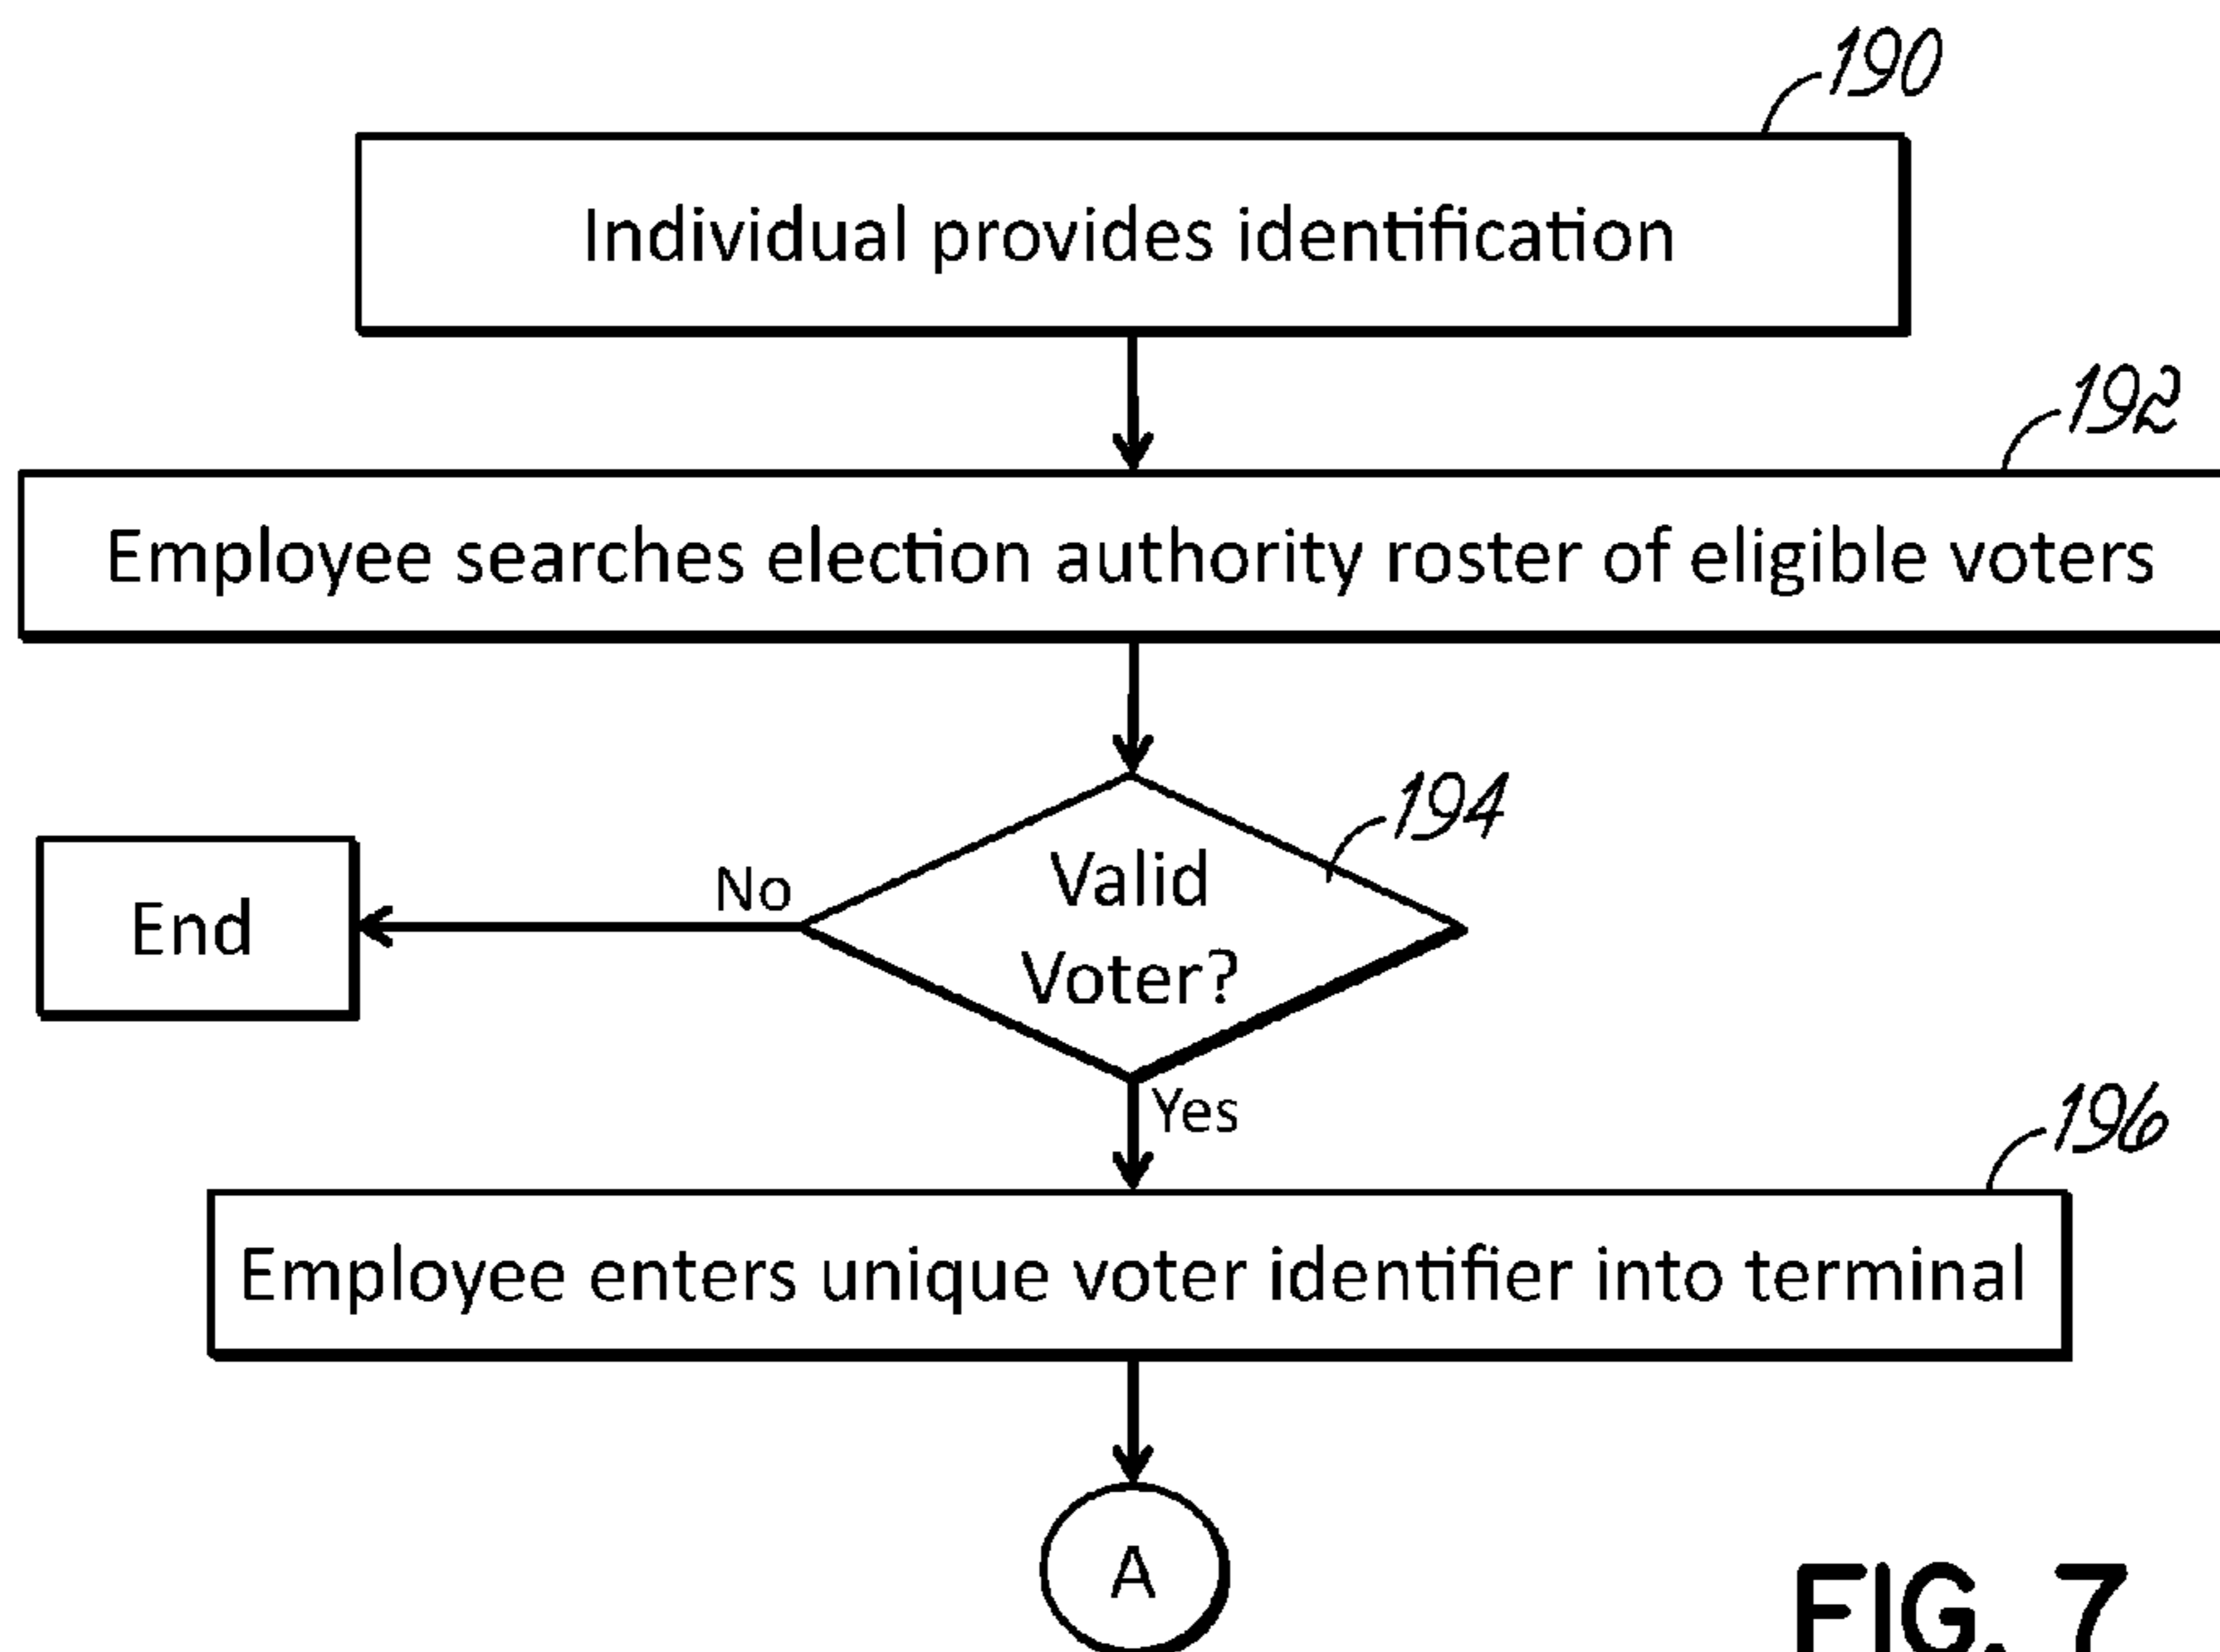 190
Individual provides identification
192
Employee searches election authority roster of eligible voters
194
Valid
Voter?
No
End
Yes
196
Employee enters unique voter identifier into terminal
A
FIG. 7